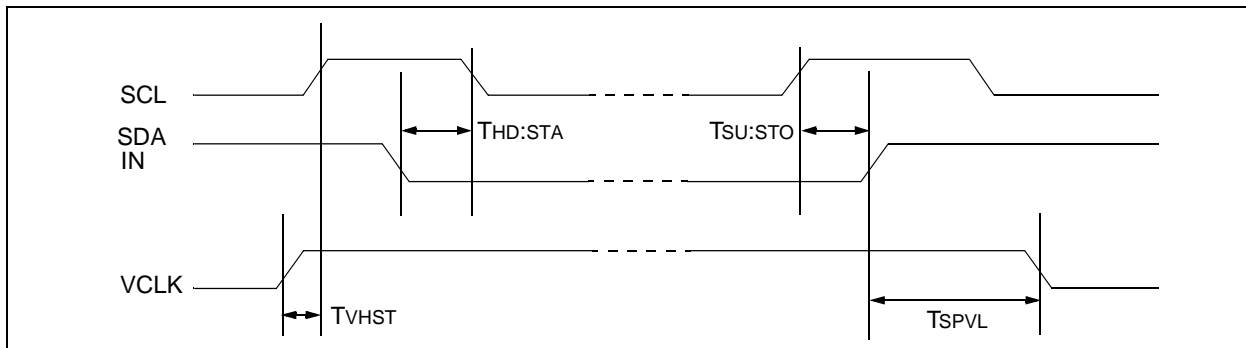 SCL
THD:STA
TSU:STO
SDA
IN
VCLK
TVHST
TSPVL